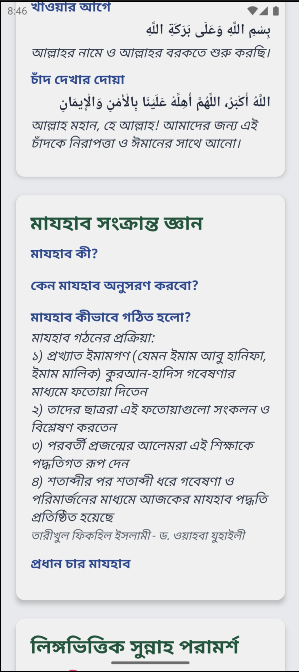 8:46
খাওয়ার আগে
بِسْمِ اللَّهِ وَعَلَى بَرَكَةِ اللَّهِ
আল্লাহর নামে ও আল্লাহর বরকতে শুরু করছি।
চাঁদ দেখার দোয়া
اللَّهُ أَكْبَرُ، اللَّهُمَّ أَهِلَّهُ عَلَيْنَا بِالْأَمْنِ وَالْإِيمَانِ
আল্লাহ মহান, হে আল্লাহ! আমাদের জন্য এই
চাঁদকে নিরাপত্তা ও ঈমানের সাথে আনো।
মাযহাব সংক্রান্ত জ্ঞান
মাযহাব কী?
কেন মাযহাব অনুসরণ করবো?
মাযহাব কীভাবে গঠিত হলো?
মাযহাব গঠনের প্রক্রিয়া:
১) প্রখ্যাত ইমামগণ (যেমন ইমাম আবু হানিফা,
ইমাম মালিক) কুরআন-হাদিস গবেষণার
মাধ্যমে ফতোয়া দিতেন
২) তাদের ছাত্ররা এই ফতোয়াগুলো সংকলন ও
বিশ্লেষণ করতেন
৩) পরবর্তী প্রজন্মের আলেমরা এই শিক্ষাকে
পদ্ধতিগত রূপ দেন
৪) শতাব্দীর পর শতাব্দী ধরে গবেষণা ও
পরিমার্জনের মাধ্যমে আজকের মাযহাব পদ্ধতি
প্রতিষ্ঠিত হয়েছে
তারীখুল ফিকহিল ইসলামী - ড. ওয়াহবা যুহাইলী
প্রধান চার মাযহাব
লিঙ্গভিত্তিক সুন্নাহ পরামর্শ